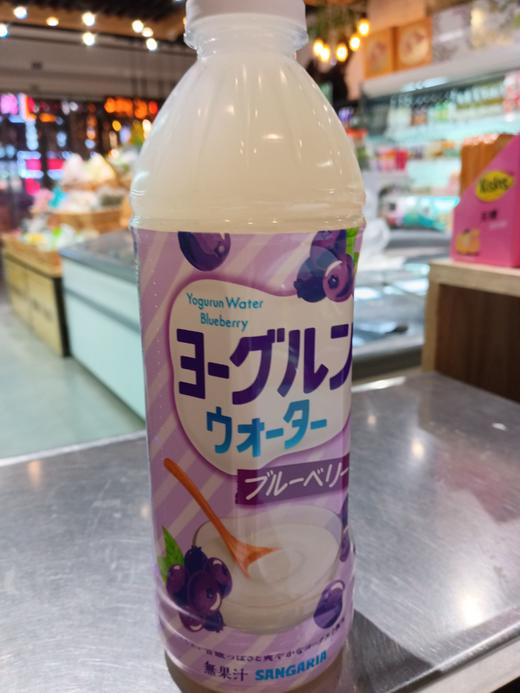 Yogurun Water
Blueberry
ヨーグルン
ウォーター
ブルーベリー
無果汁 SANGARIA
Kisho